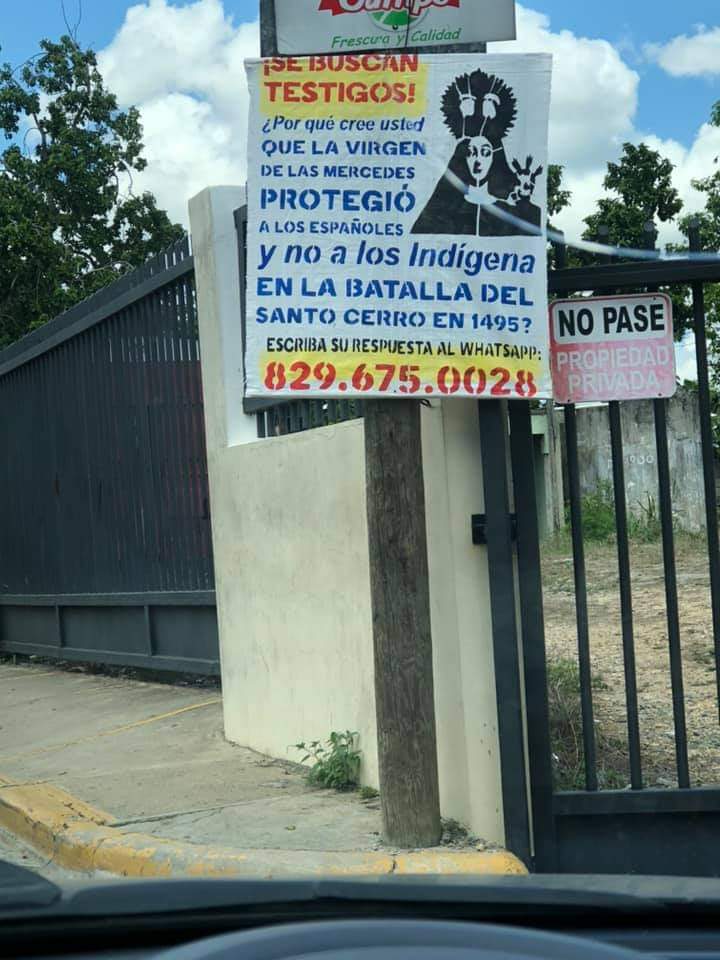 Campo
Frescura y Calidad
¡SE BUSCAN
TESTIGOS!
¿Por qué cree usted
QUE LA VIRGEN
DE LAS MERCEDES
PROTEGIÓ
A LOS ESPAÑOLES
y no a los Indígena
EN LA BATALLA DEL
SANTO CERRO EN 1495?
ESCRIBA SU RESPUESTA AL WHATSAPP:
829.675.0028
NO PASE
PROPIEDAD
PRIVADA